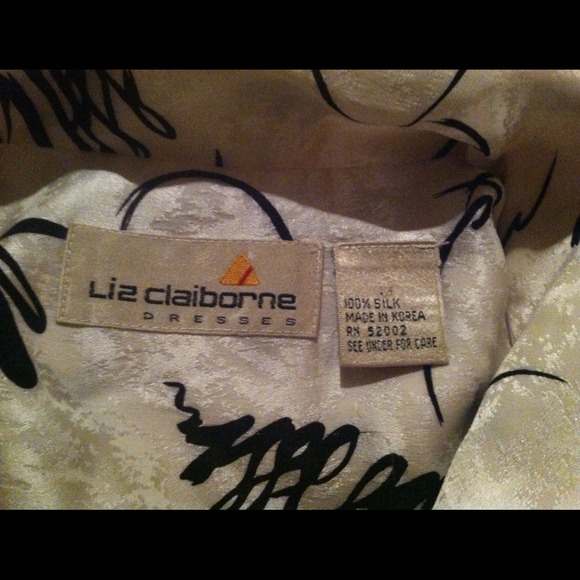 Liz claiborne
DRESSES
100% SILK
MADE IN KOREA
RN 52002
SEE UNDER FOR CARE